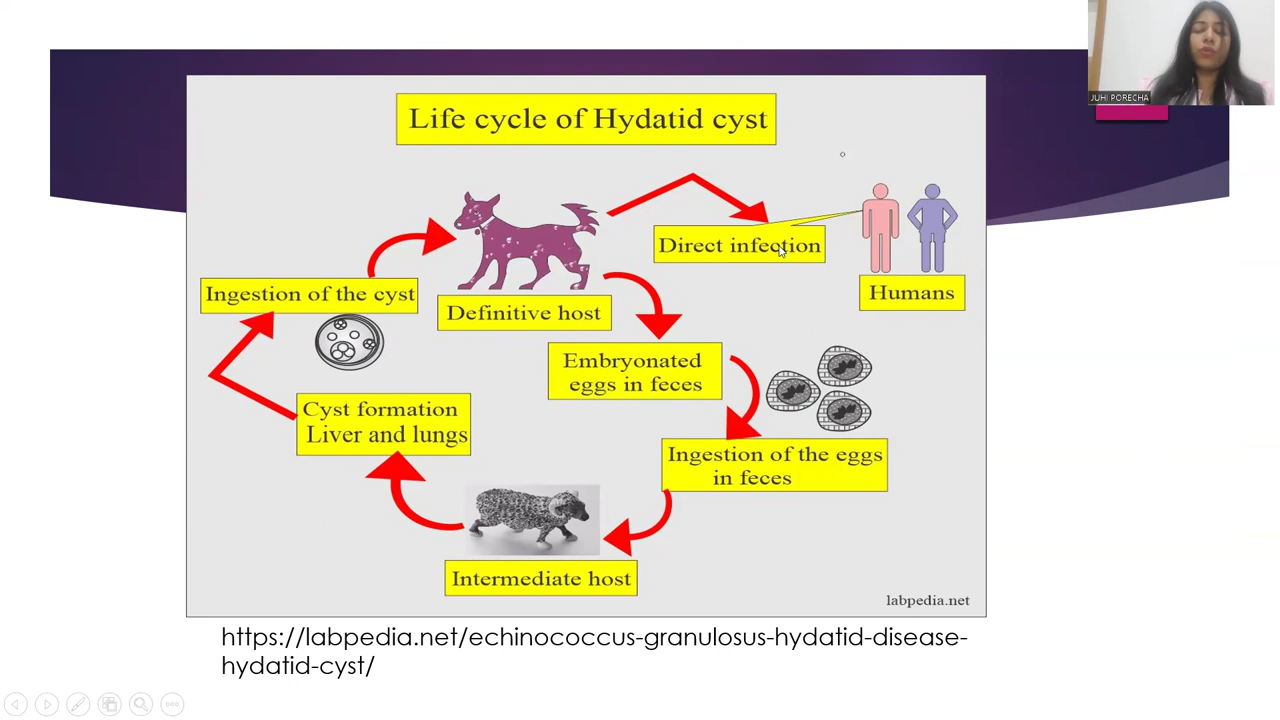 JUHI PORECHA
Life cycle of Hydatid cyst
Direct infection
Humans
Ingestion of the cyst
Definitive host
Embryonated
eggs in feces
Cyst formation
Liver and lungs
Ingestion of the eggs
in feces
Intermediate host
labpedia.net
https://labpedia.net/echinococcus-granulosus-hydatid-disease-
hydatid-cyst/